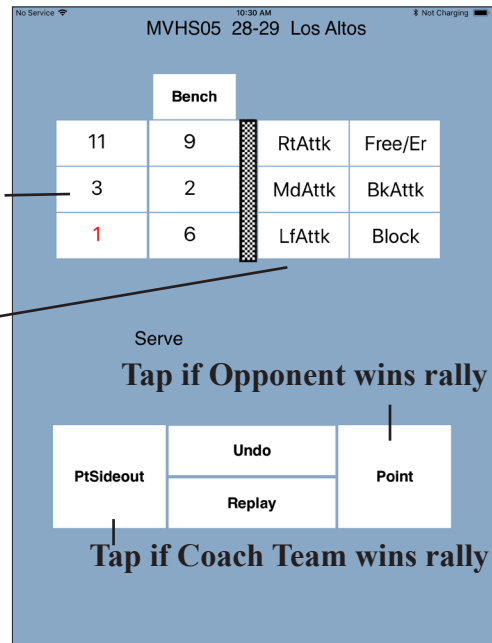 No Service 10:30 AM Not Charging
MVHS05 28-29 Los Altos
Bench
11 9 RtAttk Free/Er
3 2 MdAttk BkAttk
1 6 LfAttk Block
Serve
Tap if Opponent wins rally
PtSideout Undo Point
Replay
Tap if Coach Team wins rally